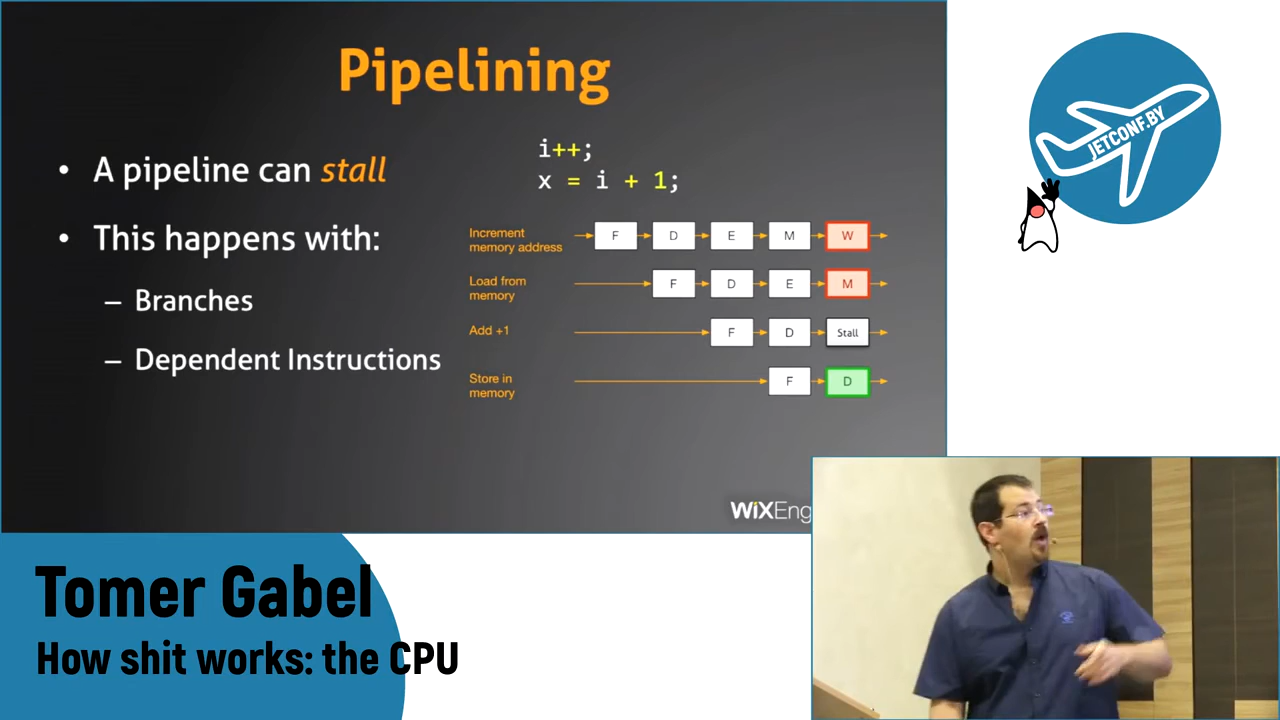 Pipelining
• A pipeline can stall
• This happens with:
– Branches
– Dependent Instructions
i++;
x = i + 1;
Increment
memory address
F D E M W
Load from
memory
F D E M
Add +1
F D Stall
Store in
memory
F D
WiXEng
JETCONF.BY
Tomer Gabel
How shit works: the CPU